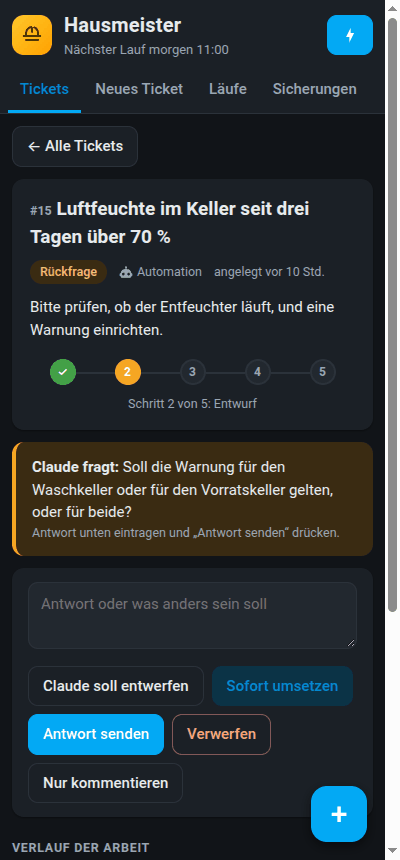 Hausmeister
Nächster Lauf morgen 11:00
Tickets Neues Ticket Läufe Sicherungen
← Alle Tickets
#15 Luftfeuchte im Keller seit drei
Tagen über 70 %
Rückfrage Automation angelegt vor 10 Std.
Bitte prüfen, ob der Entfeuchter läuft, und eine
Warnung einrichten.
2 3 4 5
Schritt 2 von 5: Entwurf
Claude fragt: Soll die Warnung für den
Waschkeller oder für den Vorratskeller gelten,
oder für beide?
Antwort unten eintragen und „Antwort senden“ drücken.
Antwort oder was anders sein soll
Claude soll entwerfen Sofort umsetzen
Antwort senden Verwerfen
Nur kommentieren
+
VERLAUF DER ARBEIT